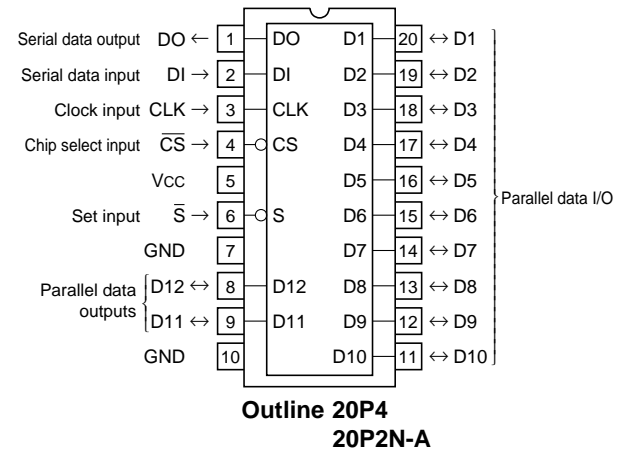 Serial data output DO ← 1 DO D1 20 ↔ D1
Serial data input DI → 2 DI D2 19 ↔ D2
Clock input CLK → 3 CLK D3 18 ↔ D3
Chip select input C̅S̅ → 4 CS D4 17 ↔ D4
VCC 5 D5 16 ↔ D5
Parallel data I/O
Set input S̅ → 6 S D6 15 ↔ D6
GND 7 D7 14 ↔ D7
Parallel data outputs
D12 ↔ 8 D12 D8 13 ↔ D8
D11 ↔ 9 D11 D9 12 ↔ D9
GND 10 D10 11 ↔ D10
Outline 20P4
20P2N-A